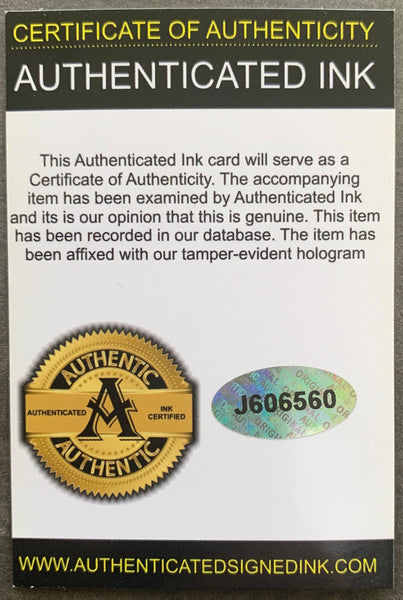 CERTIFICATE OF AUTHENTICITY
AUTHENTICATED INK
This Authenticated Ink card will serve as a
Certificate of Authenticity. The accompanying
item has been examined by Authenticated Ink
and its is our opinion that this is genuine. This item
has been recorded in our database. The item has
been affixed with our tamper-evident hologram
AUTHENTIC
AUTHENTICATED
A
INK
CERTIFIED
AUTHENTIC
ORIGINAL
J606560
ORIGINAL
WWW.AUTHENTICATEDSIGNEDINK.COM